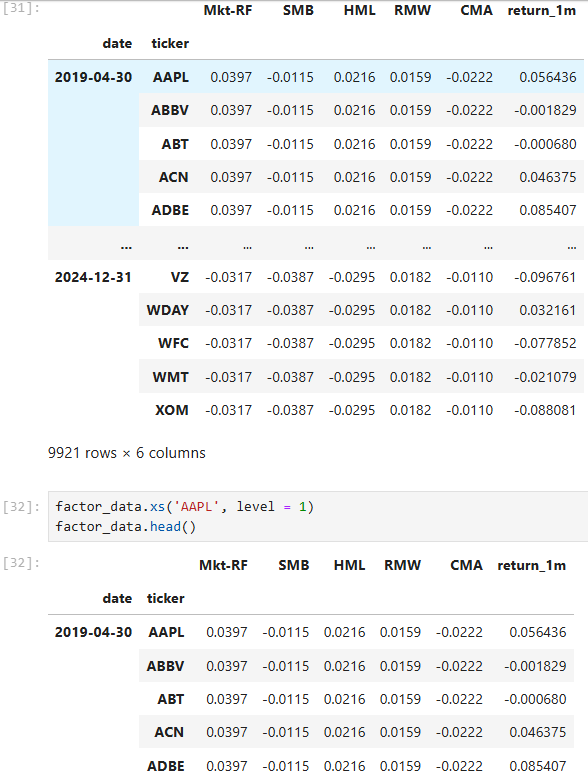 [31]:
Mkt-RF SMB HML RMW CMA return_1m
date ticker
2019-04-30 AAPL 0.0397 -0.0115 0.0216 0.0159 -0.0222 0.056436
ABBV 0.0397 -0.0115 0.0216 0.0159 -0.0222 -0.001829
ABT 0.0397 -0.0115 0.0216 0.0159 -0.0222 -0.000680
ACN 0.0397 -0.0115 0.0216 0.0159 -0.0222 0.046375
ADBE 0.0397 -0.0115 0.0216 0.0159 -0.0222 0.085407
... ... ... ... ... ... ... ...
2024-12-31 VZ -0.0317 -0.0387 -0.0295 0.0182 -0.0110 -0.096761
WDAY -0.0317 -0.0387 -0.0295 0.0182 -0.0110 0.032161
WFC -0.0317 -0.0387 -0.0295 0.0182 -0.0110 -0.077852
WMT -0.0317 -0.0387 -0.0295 0.0182 -0.0110 -0.021079
XOM -0.0317 -0.0387 -0.0295 0.0182 -0.0110 -0.088081
9921 rows × 6 columns
[32]: factor_data.xs('AAPL', level = 1)
factor_data.head()
[32]:
Mkt-RF SMB HML RMW CMA return_1m
date ticker
2019-04-30 AAPL 0.0397 -0.0115 0.0216 0.0159 -0.0222 0.056436
ABBV 0.0397 -0.0115 0.0216 0.0159 -0.0222 -0.001829
ABT 0.0397 -0.0115 0.0216 0.0159 -0.0222 -0.000680
ACN 0.0397 -0.0115 0.0216 0.0159 -0.0222 0.046375
ADBE 0.0397 -0.0115 0.0216 0.0159 -0.0222 0.085407